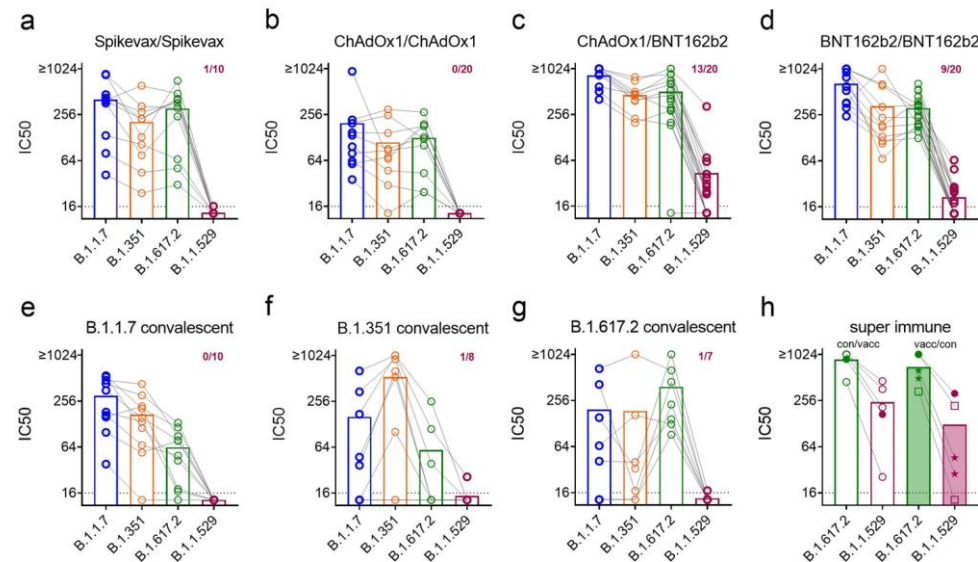 a
Spikevax/Spikevax
≥1024
256
64
16
IC50
1/10
B.1.1.7
B.1.351
B.1.617.2
B.1.1.529
b
ChAdOx1/ChAdOx1
≥1024
256
64
16
IC50
0/20
B.1.1.7
B.1.351
B.1.617.2
B.1.1.529
c
ChAdOx1/BNT162b2
≥1024
256
64
16
IC50
13/20
B.1.1.7
B.1.351
B.1.617.2
B.1.1.529
d
BNT162b2/BNT162b2
≥1024
256
64
16
IC50
9/20
B.1.1.7
B.1.351
B.1.617.2
B.1.1.529
e
B.1.1.7 convalescent
≥1024
256
64
16
IC50
0/10
B.1.1.7
B.1.351
B.1.617.2
B.1.1.529
f
B.1.351 convalescent
≥1024
256
64
16
IC50
1/8
B.1.1.7
B.1.351
B.1.617.2
B.1.1.529
g
B.1.617.2 convalescent
≥1024
256
64
16
IC50
1/7
B.1.1.7
B.1.351
B.1.617.2
B.1.1.529
h
super immune
con/vacc
vacc/con
≥1024
256
64
16
IC50
B.1.617.2
B.1.1.529
B.1.617.2
B.1.1.529